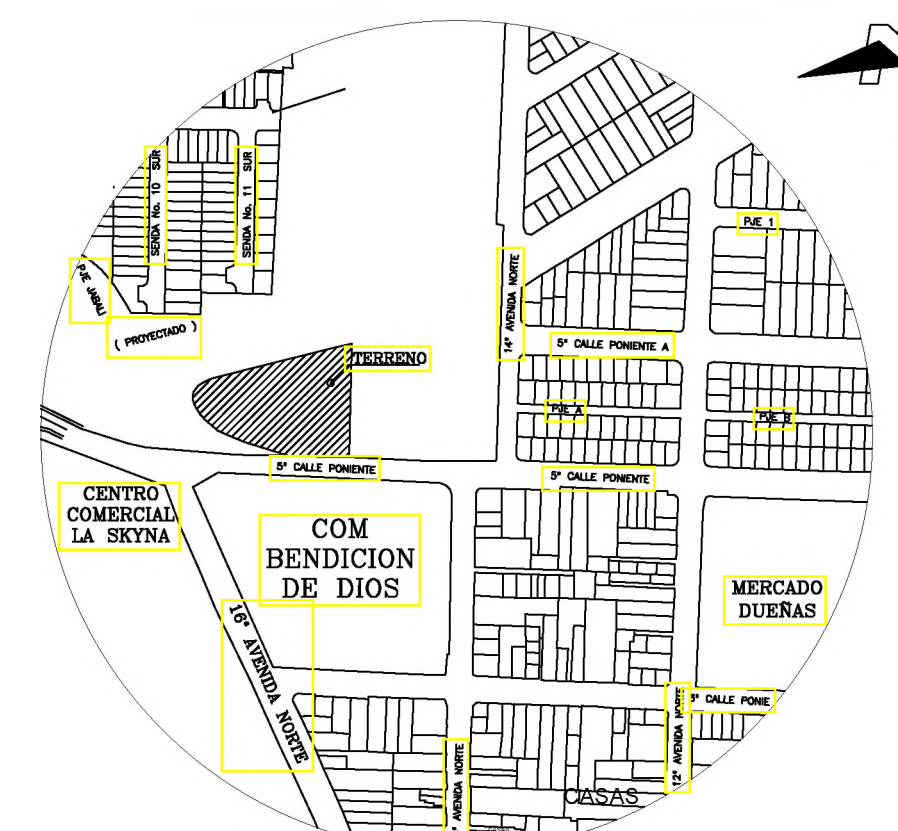 SENDA No. 10 SUR
SENDA No. 11 SUR
PJE 1
PJE JABALI
( PROYECTADO )
14ª AVENIDA NORTE
5ª CALLE PONIENTE A
TERRENO
PJE A
PJE B
5ª CALLE PONIENTE
5ª CALLE PONIENTE
CENTRO
COMERCIAL
LA SKYNA
COM
BENDICION
DE DIOS
MERCADO
DUEÑAS
16ª AVENIDA NORTE
12ª AVENIDA NORTE
CALLE PONIE
AVENIDA NORTE
CASAS